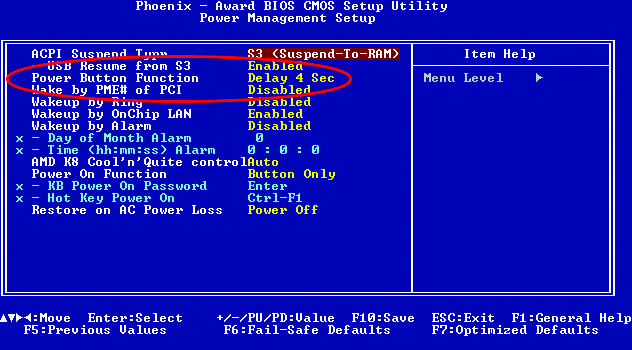 Phoenix - Award BIOS CMOS Setup Utility
Power Management Setup
ACPI Suspend Type S3 (Suspend-To-RAM) Item Help
USB Resume from S3 Enabled
Power Button Function Delay 4 Sec Menu Level ►
Wake by PME# of PCI Disabled
Wakeup by Ring Disabled
Wakeup by OnChip LAN Enabled
Wakeup by Alarm Disabled
x - Day of Month Alarm 0
x - Time (hh:mm:ss) Alarm 0 : 0 : 0
AMD K8 Cool'n'Quite control Auto
Power On Function Button Only
x - KB Power On Password Enter
x - Hot Key Power On Ctrl-F1
Restore on AC Power Loss Power Off
▲▼►◄:Move Enter:Select +/-/PU/PD:Value F10:Save ESC:Exit F1:General Help
F5:Previous Values F6:Fail-Safe Defaults F7:Optimized Defaults